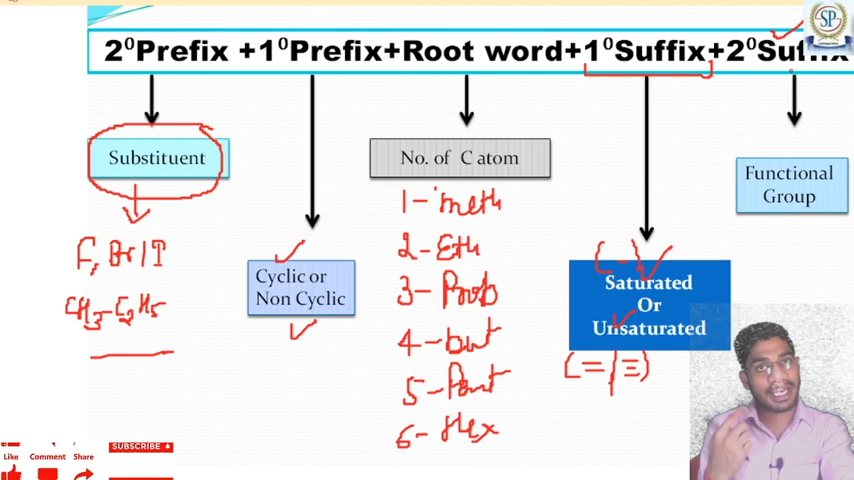 2⁰Prefix +1⁰Prefix+Root word+1⁰Suffix+2⁰Suffix
SP
Substituent
No. of C atom
Functional
Group
1 - meth
2 - Eth
3 - Prob
4 - but
5 - Pent
6 - Hex
F, Br I I
CH3 - C2H5
Cyclic or
Non Cyclic
(-)
Saturated
Or
Unsaturated
(= / ≡)
SUBSCRIBE
Like Comment Share